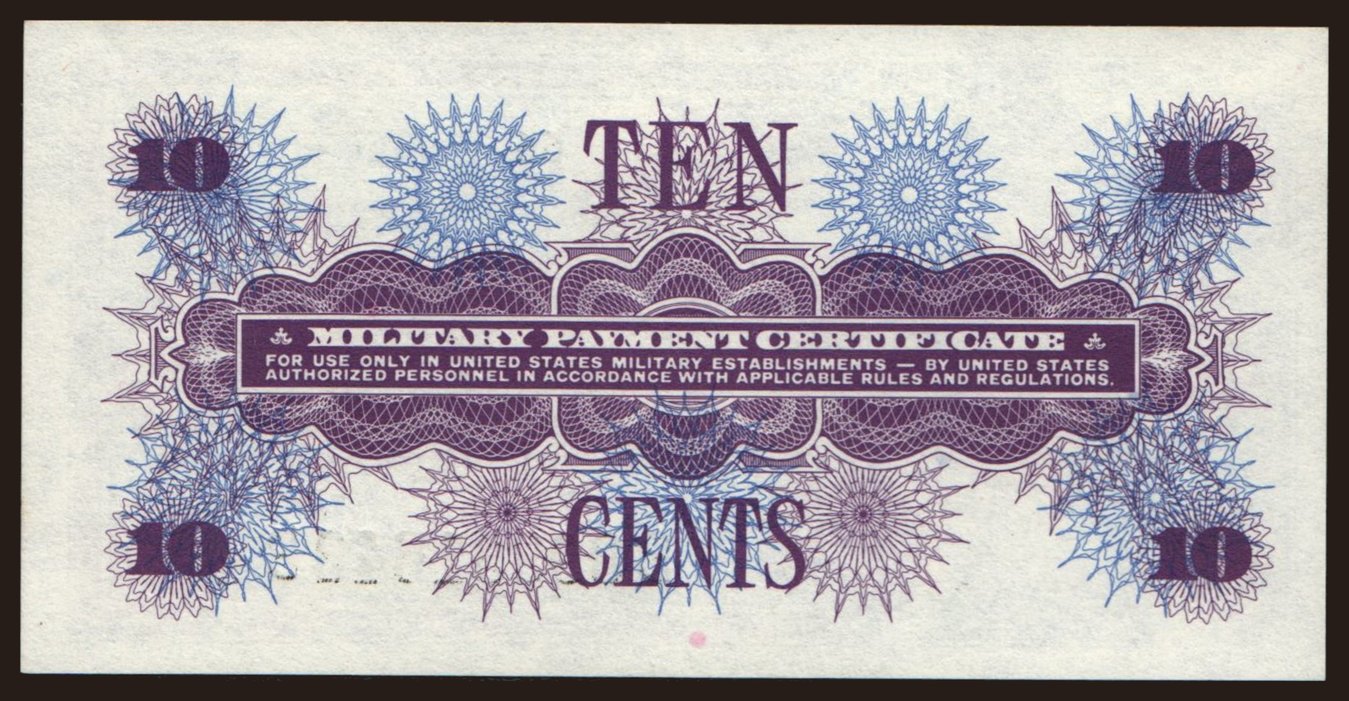 10 TEN 10
MILITARY PAYMENT CERTIFICATE
FOR USE ONLY IN UNITED STATES MILITARY ESTABLISHMENTS — BY UNITED STATES
AUTHORIZED PERSONNEL IN ACCORDANCE WITH APPLICABLE RULES AND REGULATIONS.
10 CENTS 10